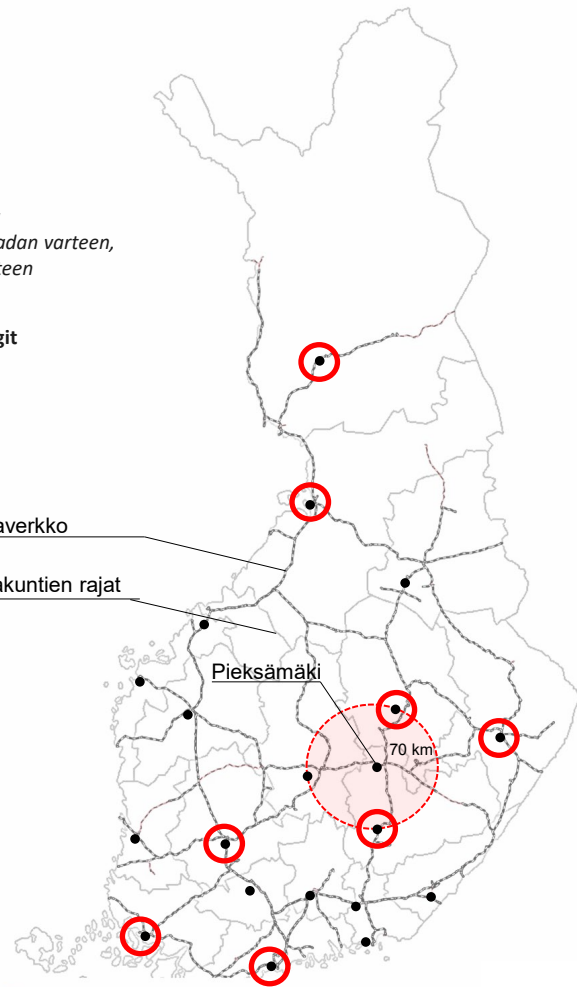 adan varteen,
teen
git
averkko
akuntien rajat
Pieksämäki
70 km